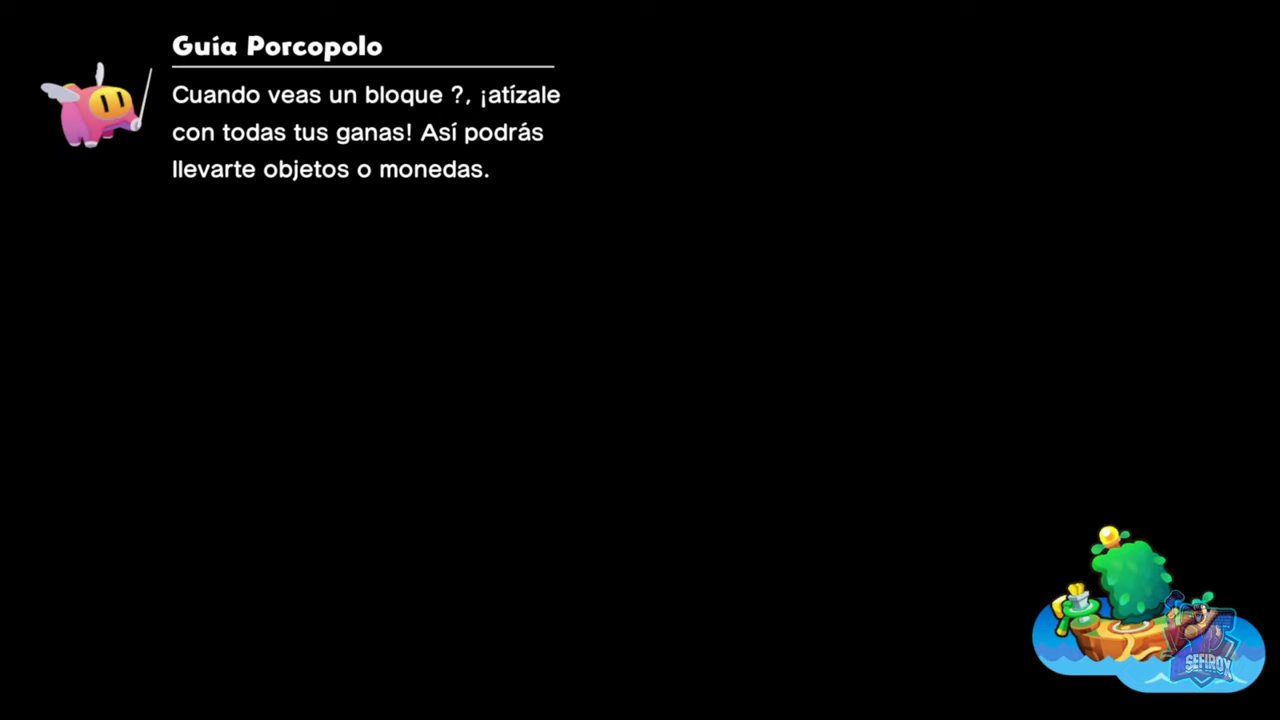 Guía Porcopolo
Cuando veas un bloque ?, ¡atízale
con todas tus ganas! Así podrás
llevarte objetos o monedas.
SEFIROX